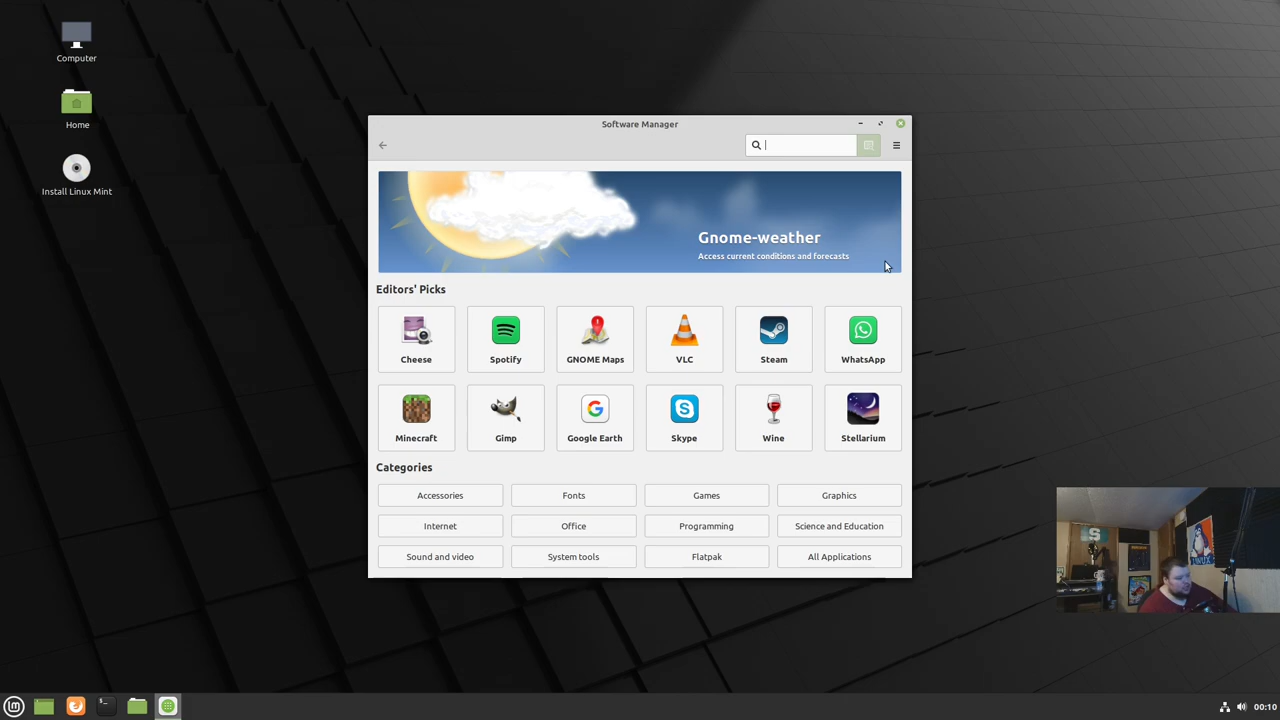 Computer
Home
Install Linux Mint
Software Manager
Gnome-weather
Access current conditions and forecasts
Editors' Picks
Cheese
Spotify
GNOME Maps
VLC
Steam
WhatsApp
Minecraft
Gimp
Google Earth
Skype
Wine
Stellarium
Categories
Accessories
Fonts
Games
Graphics
Internet
Office
Programming
Science and Education
Sound and video
System tools
Flatpak
All Applications
00:10